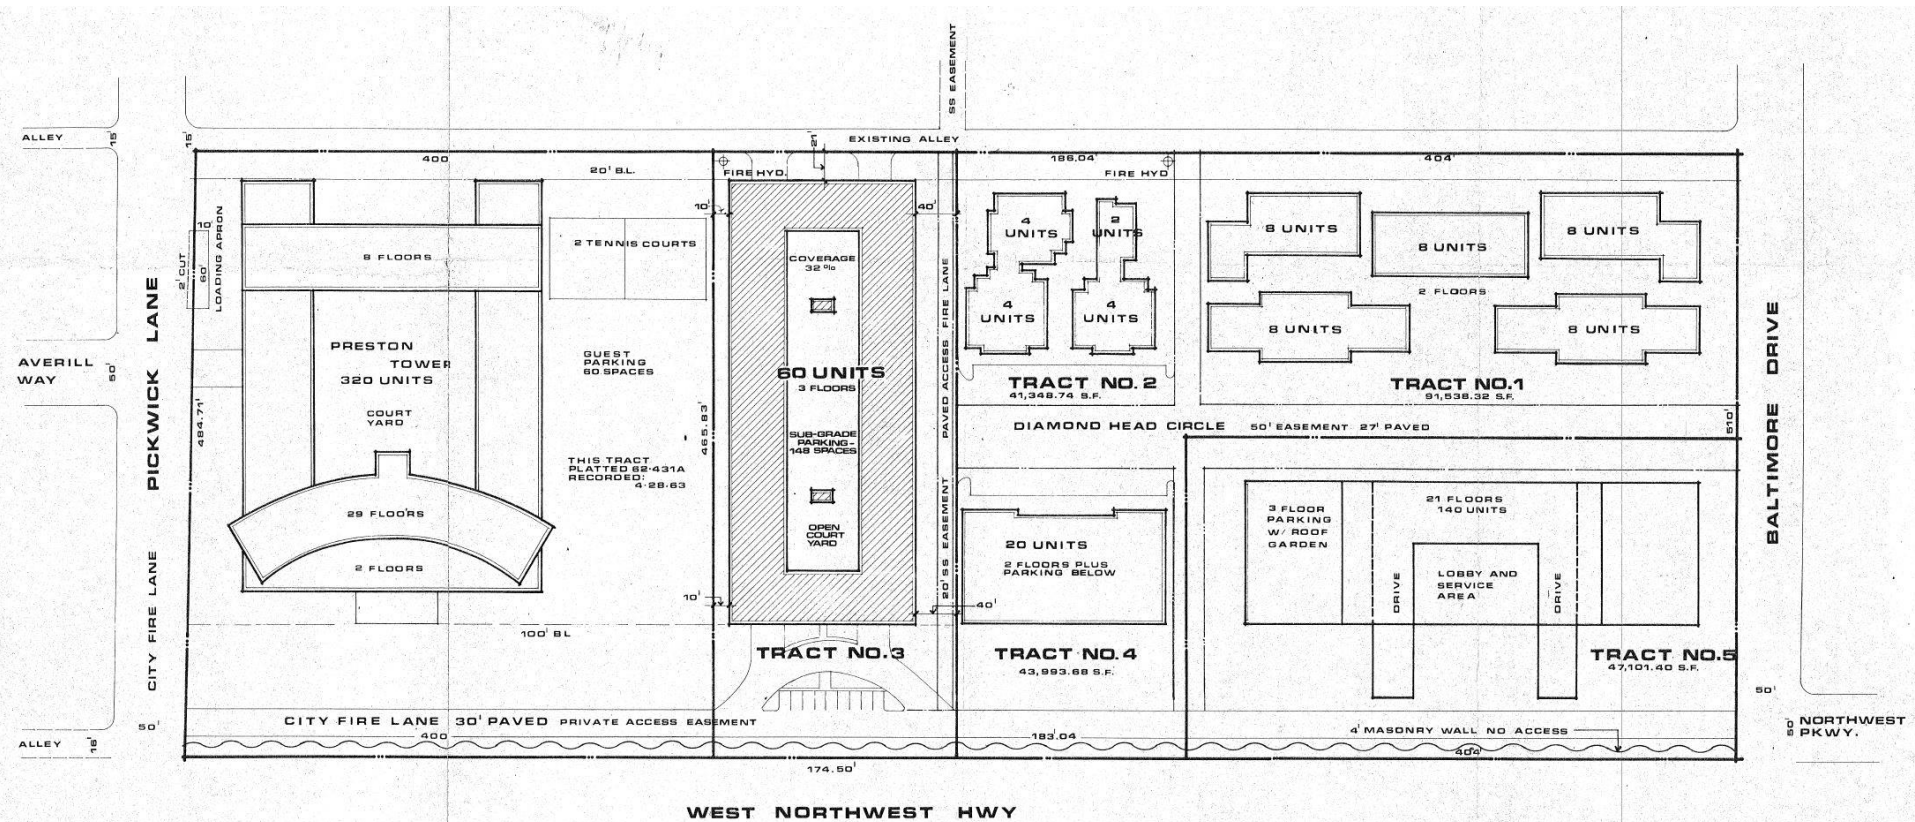 SS EASEMENT
ALLEY
15'
15'
21'
EXISTING ALLEY
400
20' B.L.
FIRE HYD.
186.04'
FIRE HYD
404'
10'
40'
10'
LOADING APRON
2' CUT
60'
8 FLOORS
2 TENNIS COURTS
COVERAGE
32 %
4
UNITS
2
UNITS
8 UNITS
8 UNITS
8 UNITS
2 FLOORS
4
UNITS
4
UNITS
8 UNITS
8 UNITS
PICKWICK LANE
AVERILL
WAY
50'
PRESTON
TOWER
320 UNITS
COURT
YARD
GUEST
PARKING
60 SPACES
60 UNITS
3 FLOORS
PAVED ACCESS FIRE LANE
TRACT NO. 2
41,348.74 S.F.
TRACT NO.1
91,538.32 S.F.
BALTIMORE DRIVE
484.71'
465.83'
510'
DIAMOND HEAD CIRCLE 50' EASEMENT 27' PAVED
SUB-GRADE
PARKING-
148 SPACES
THIS TRACT
PLATTED 62-431A
RECORDED:
4-28-63
29 FLOORS
2 FLOORS
OPEN
COURT
YARD
20' SS EASEMENT
20 UNITS
2 FLOORS PLUS
PARKING BELOW
3 FLOOR
PARKING
W/ ROOF
GARDEN
21 FLOORS
140 UNITS
DRIVE
LOBBY AND
SERVICE
AREA
DRIVE
CITY FIRE LANE
10'
40'
100' BL
TRACT NO.3
TRACT NO.4
43,993.68 S.F.
TRACT NO.5
47,101.40 S.F.
50'
50'
CITY FIRE LANE 30' PAVED PRIVATE ACCESS EASEMENT
400
183.04
4' MASONRY WALL NO ACCESS
404'
50'
NORTHWEST
PKWY.
ALLEY
16'
174.50'
WEST NORTHWEST HWY